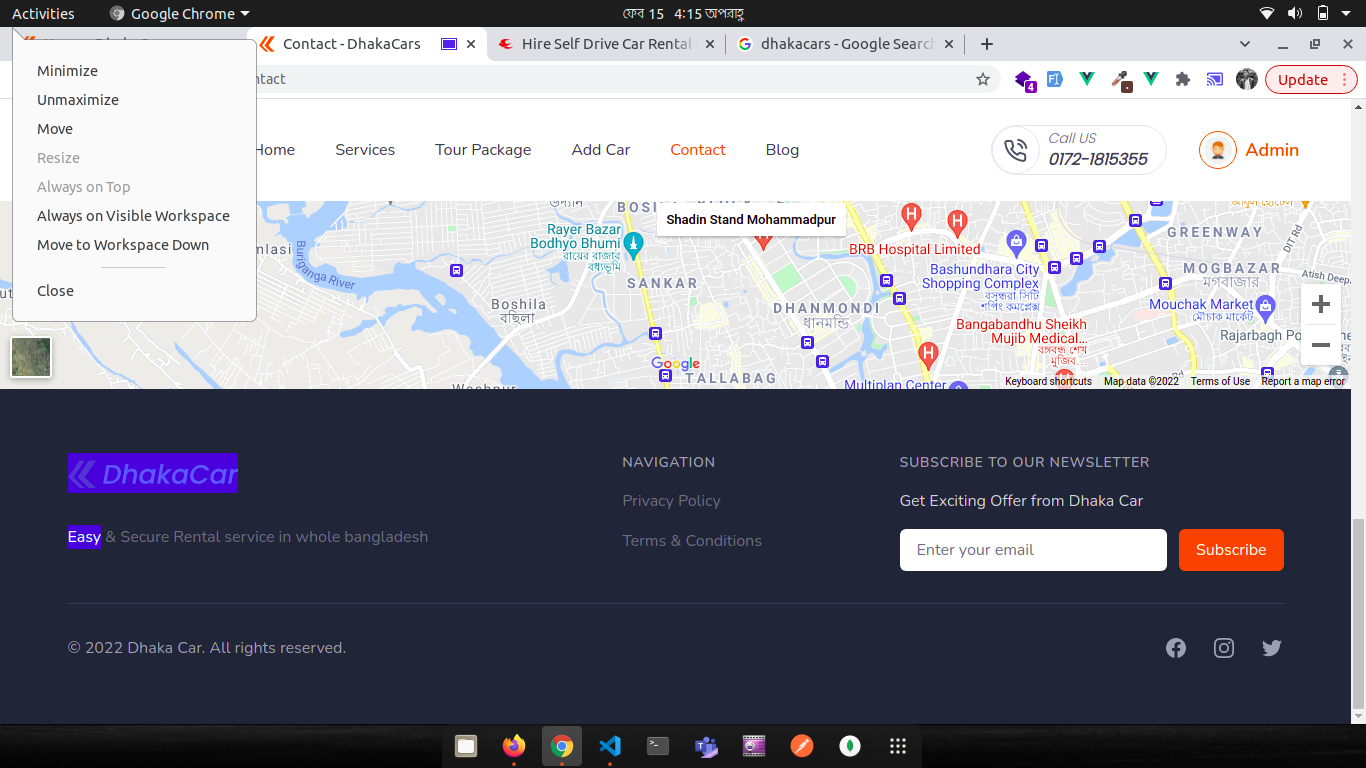 Activities Google Chrome ফেব 15 4:15 অপরাহ্ণ
Contact - DhakaCars Hire Self Drive Car Rental dhakacars - Google Search
ntact Update
4
Minimize
Unmaximize
Move
Resize
Always on Top
Always on Visible Workspace
Move to Workspace Down
Close
Home Services Tour Package Add Car Contact Blog
Call US
0172-1815355
Admin
Shadin Stand Mohammadpur
Rayer Bazar
Bodhyo Bhumi
রায়ের বাজার
বধ্যভূমি
Buriganga River
SANKAR
Boshila
বছিলা
DHANMONDI
ধানমন্ডি
BRB Hospital Limited
Bashundhara City
Shopping Complex
বসুন্ধরা সিটি
শপিং কমপ্লেক্স
GREENWAY
DIT Rd
MOGBAZAR
মগবাজার
Atish Deep
Mouchak Market
মৌচাক মার্কেট
Rajarbagh Po
Bangabandhu Sheikh
Mujib Medical...
বঙ্গবন্ধু শেখ
মুজিব...
Google
TALLABAG
Multiplan Center
Keyboard shortcuts Map data ©2022 Terms of Use Report a map error
DhakaCar
Easy & Secure Rental service in whole bangladesh
NAVIGATION
Privacy Policy
Terms & Conditions
SUBSCRIBE TO OUR NEWSLETTER
Get Exciting Offer from Dhaka Car
Enter your email Subscribe
© 2022 Dhaka Car. All rights reserved.